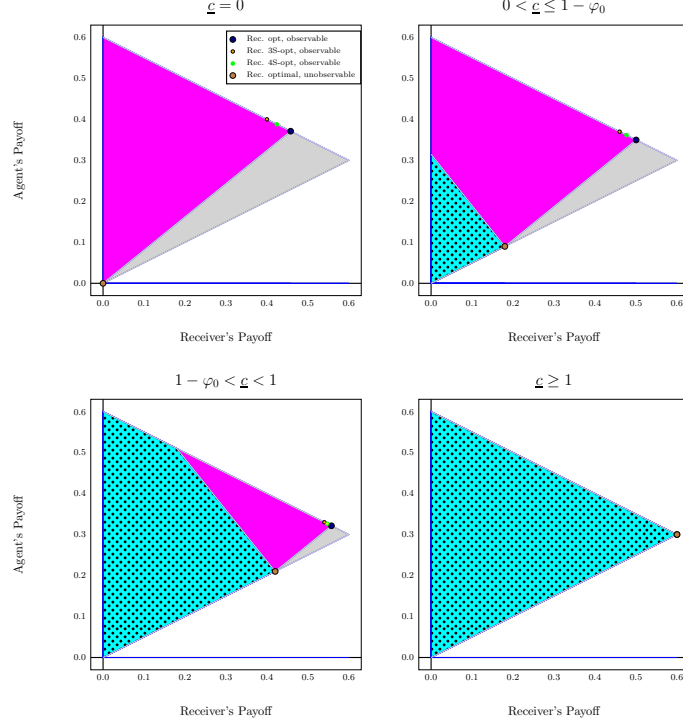 c = 0
0 < c ≤ 1 − φ₀
Agent's Payoff
0.6
0.5
0.4
0.3
0.2
0.1
0.0
Rec. opt, observable
Rec. 3S-opt, observable
Rec. 4S-opt, observable
Rec. optimal, unobservable
0.0 0.1 0.2 0.3 0.4 0.5 0.6
Receiver's Payoff
0.6
0.5
0.4
0.3
0.2
0.1
0.0
0.0 0.1 0.2 0.3 0.4 0.5 0.6
Receiver's Payoff
1 − φ₀ < c < 1
c ≥ 1
Agent's Payoff
0.6
0.5
0.4
0.3
0.2
0.1
0.0
0.0 0.1 0.2 0.3 0.4 0.5 0.6
Receiver's Payoff
0.6
0.5
0.4
0.3
0.2
0.1
0.0
0.0 0.1 0.2 0.3 0.4 0.5 0.6
Receiver's Payoff